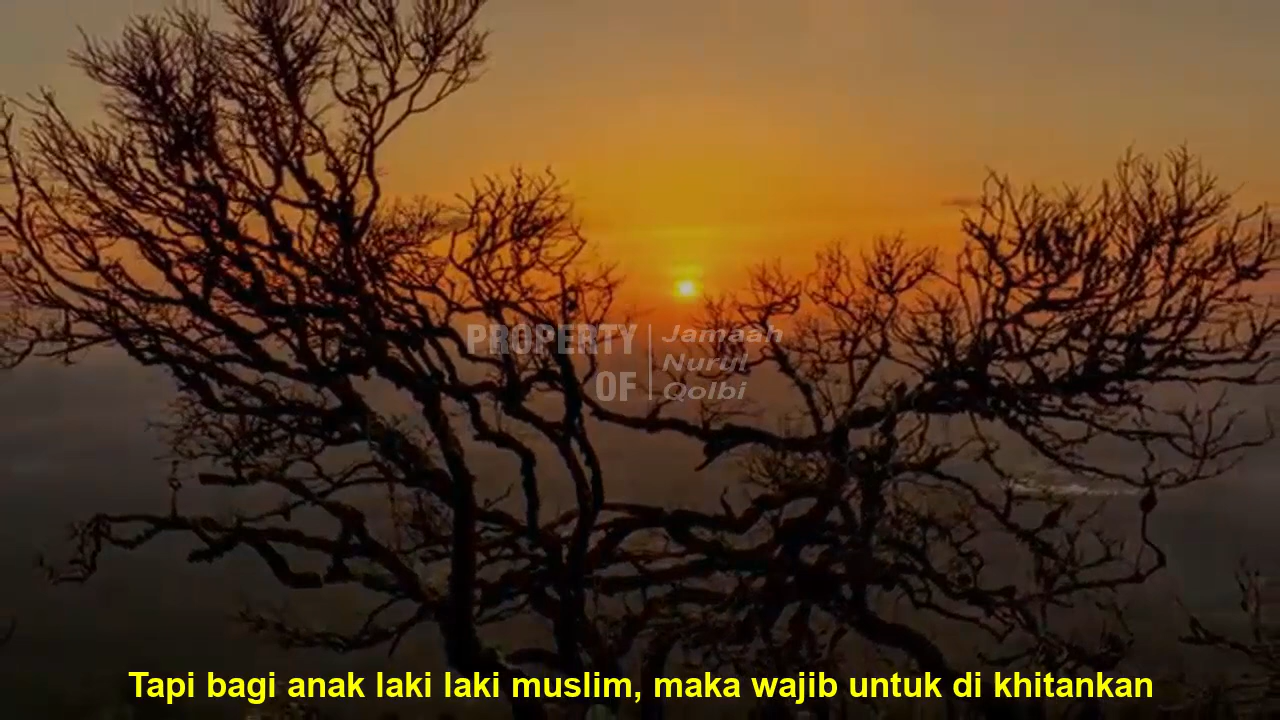 PROPERTY
OF
Jamaah
Nurul
Qolbi
Tapi bagi anak laki laki muslim, maka wajib untuk di khitankan